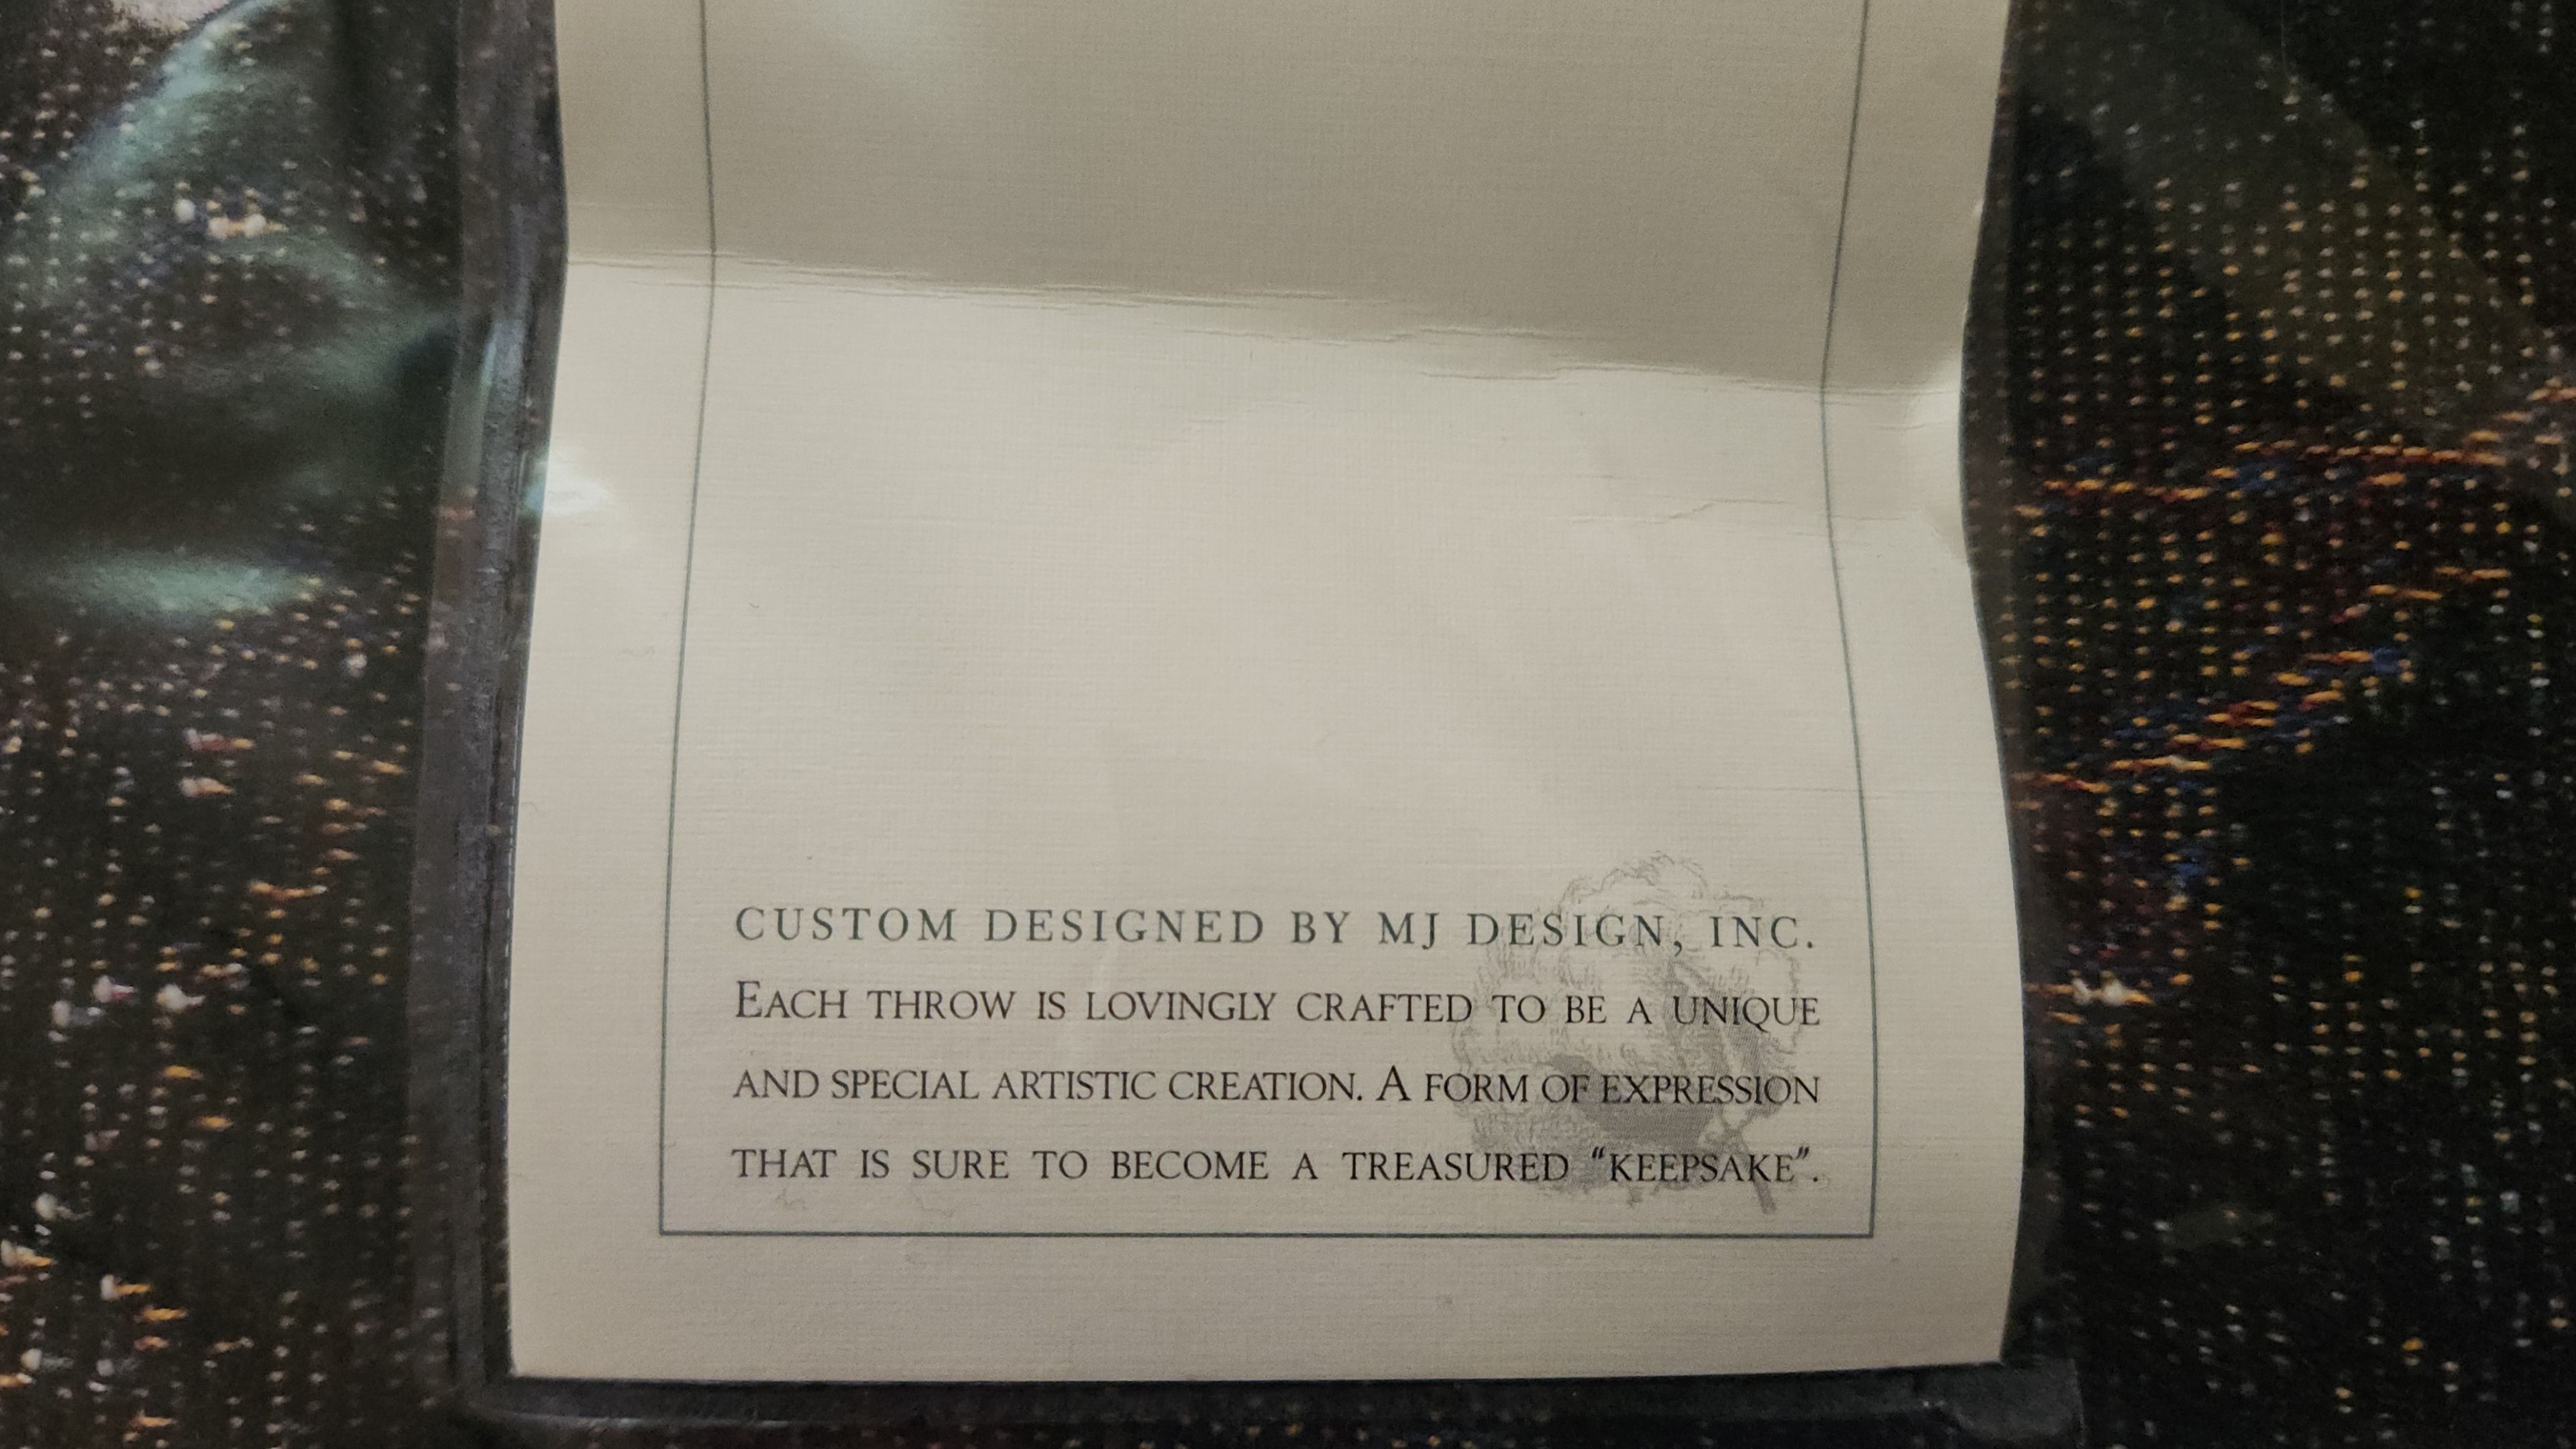 CUSTOM DESIGNED BY MJ DESIGN, INC.
EACH THROW IS LOVINGLY CRAFTED TO BE A UNIQUE
AND SPECIAL ARTISTIC CREATION. A FORM OF EXPRESSION
THAT IS SURE TO BECOME A TREASURED “KEEPSAKE”.